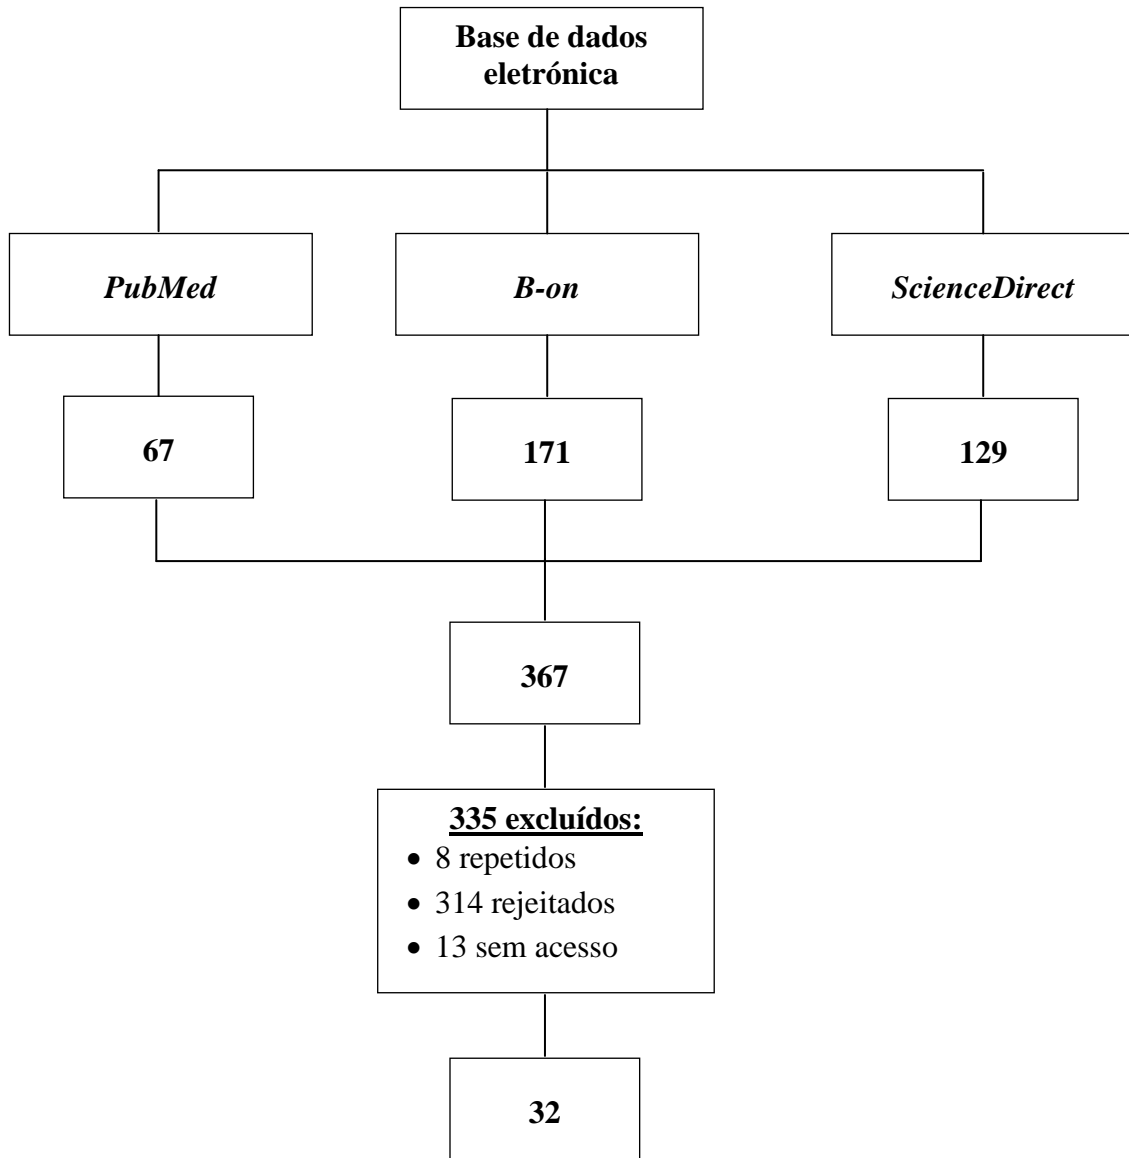 Base de dados
eletrónica
PubMed
B-on
ScienceDirect
67
171
129
367
335 excluídos:
• 8 repetidos
• 314 rejeitados
• 13 sem acesso
32